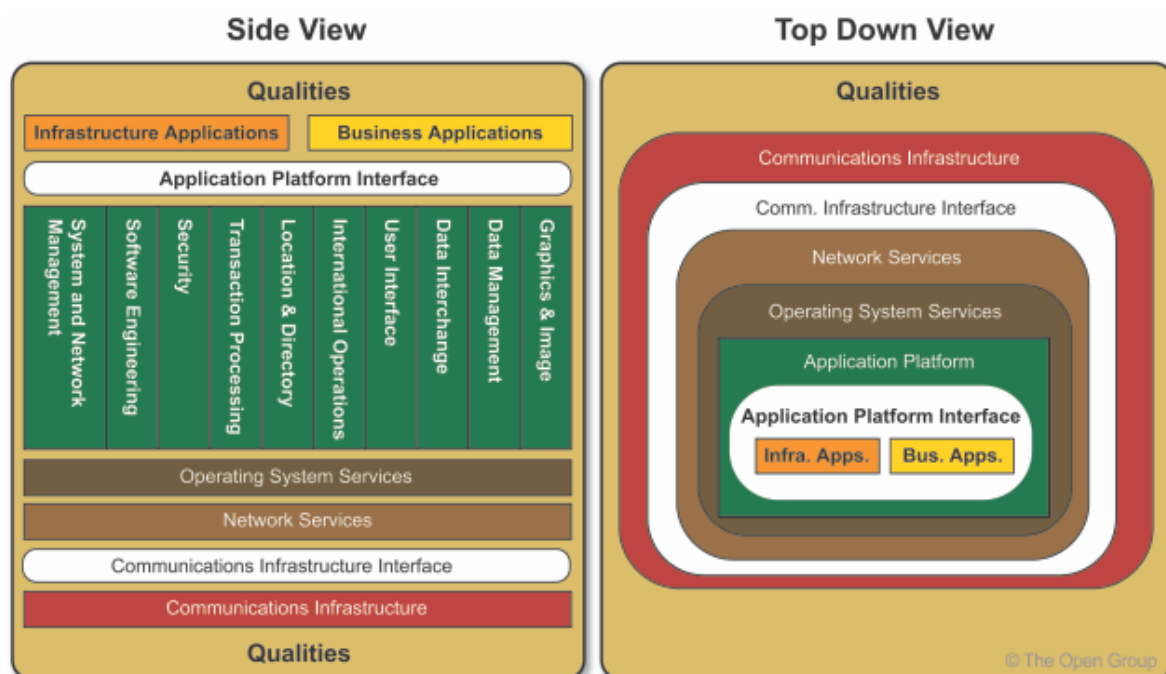 Side View
Qualities
Infrastructure Applications
Business Applications
Application Platform Interface
System and Network
Management
Software Engineering
Security
Transaction Processing
Location & Directory
International Operations
User Interface
Data Interchange
Data Management
Graphics & Image
Operating System Services
Network Services
Communications Infrastructure Interface
Communications Infrastructure
Qualities
Top Down View
Qualities
Communications Infrastructure
Comm. Infrastructure Interface
Network Services
Operating System Services
Application Platform
Application Platform Interface
Infra. Apps.
Bus. Apps.
© The Open Group